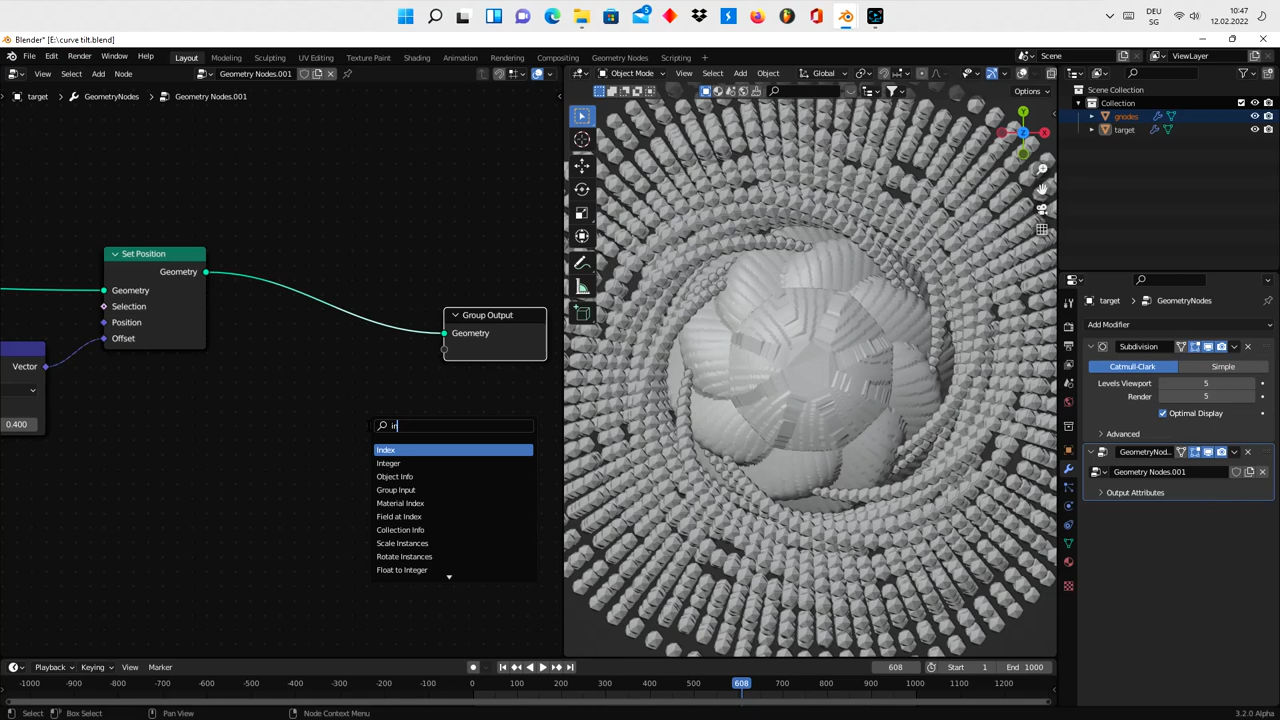 5
DEU
SG
10:47
12.02.2022
Blender* [E:\curve tilt.blend]
File Edit Render Window Help
Layout Modeling Sculpting UV Editing Texture Paint Shading Animation Rendering Compositing Geometry Nodes Scripting
Scene
ViewLayer
View Select Add Node
Geometry Nodes.001
Object Mode
View Select Add Object
Global
Options
target GeometryNodes Geometry Nodes.001
Set Position
Geometry
Geometry
Selection
Position
Offset
Vector
0.400
Group Output
Geometry
in
Index
Integer
Object Info
Group Input
Material Index
Field at Index
Collection Info
Scale Instances
Rotate Instances
Float to Integer
Y
X
Z
Scene Collection
Collection
gnodes
target
target GeometryNodes
Add Modifier
Subdivision
Catmull-Clark Simple
Levels Viewport 5
Render 5
Optimal Display
Advanced
GeometryNod...
Geometry Nodes.001
Output Attributes
Playback Keying View Marker
608
Start 1
End 1000
-1000 -900 -800 -700 -600 -500 -400 -300 -200 -100 0 100 200 300 400 500 608 700 800 900 1000 1100 1200
Select Box Select Pan View Node Context Menu
3.2.0 Alpha